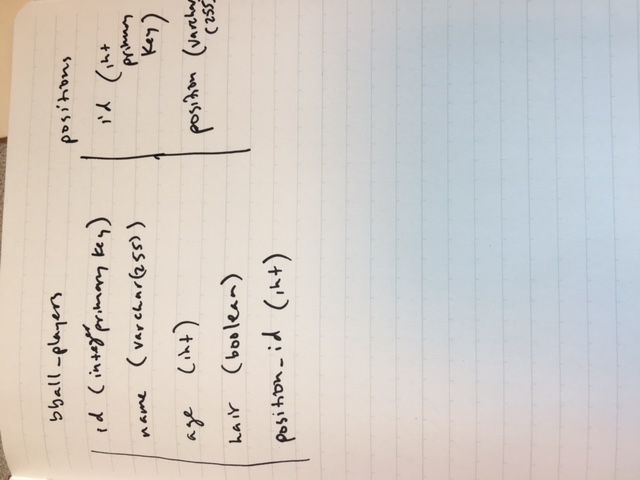 bball_players
id (integer primary key)
name (varchar(255))
age (int)
hair (boolean)
position_id (int)
positions
id (int
primary
key)
position (varchar
(255)